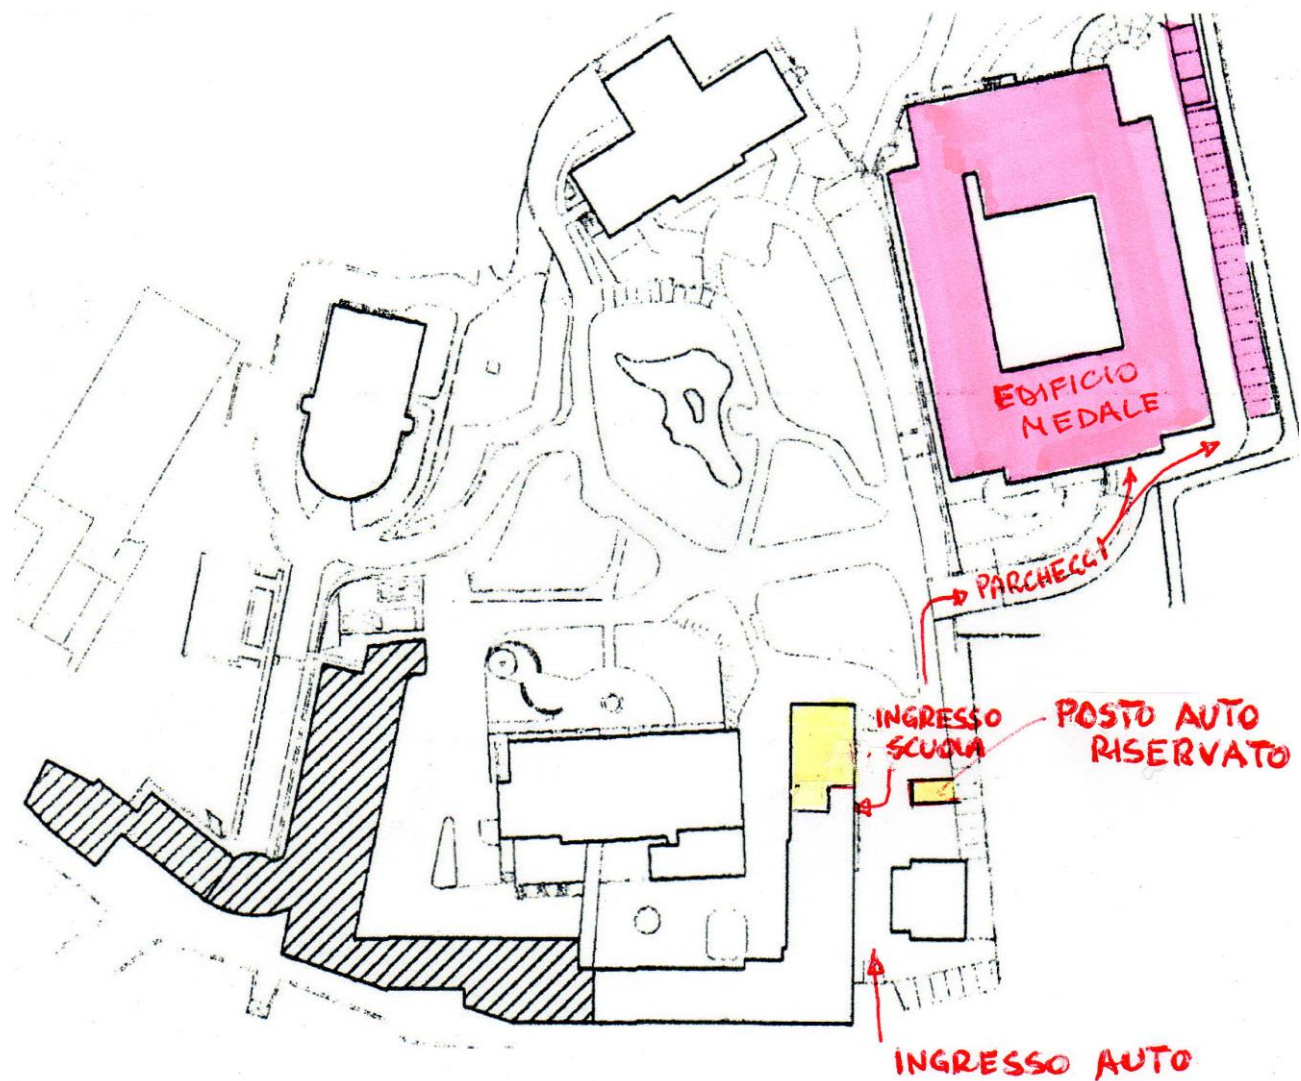 EDIFICIO
MEDALE
PARCHEGGI
INGRESSO
SCUOLA
POSTO AUTO
RISERVATO
INGRESSO AUTO